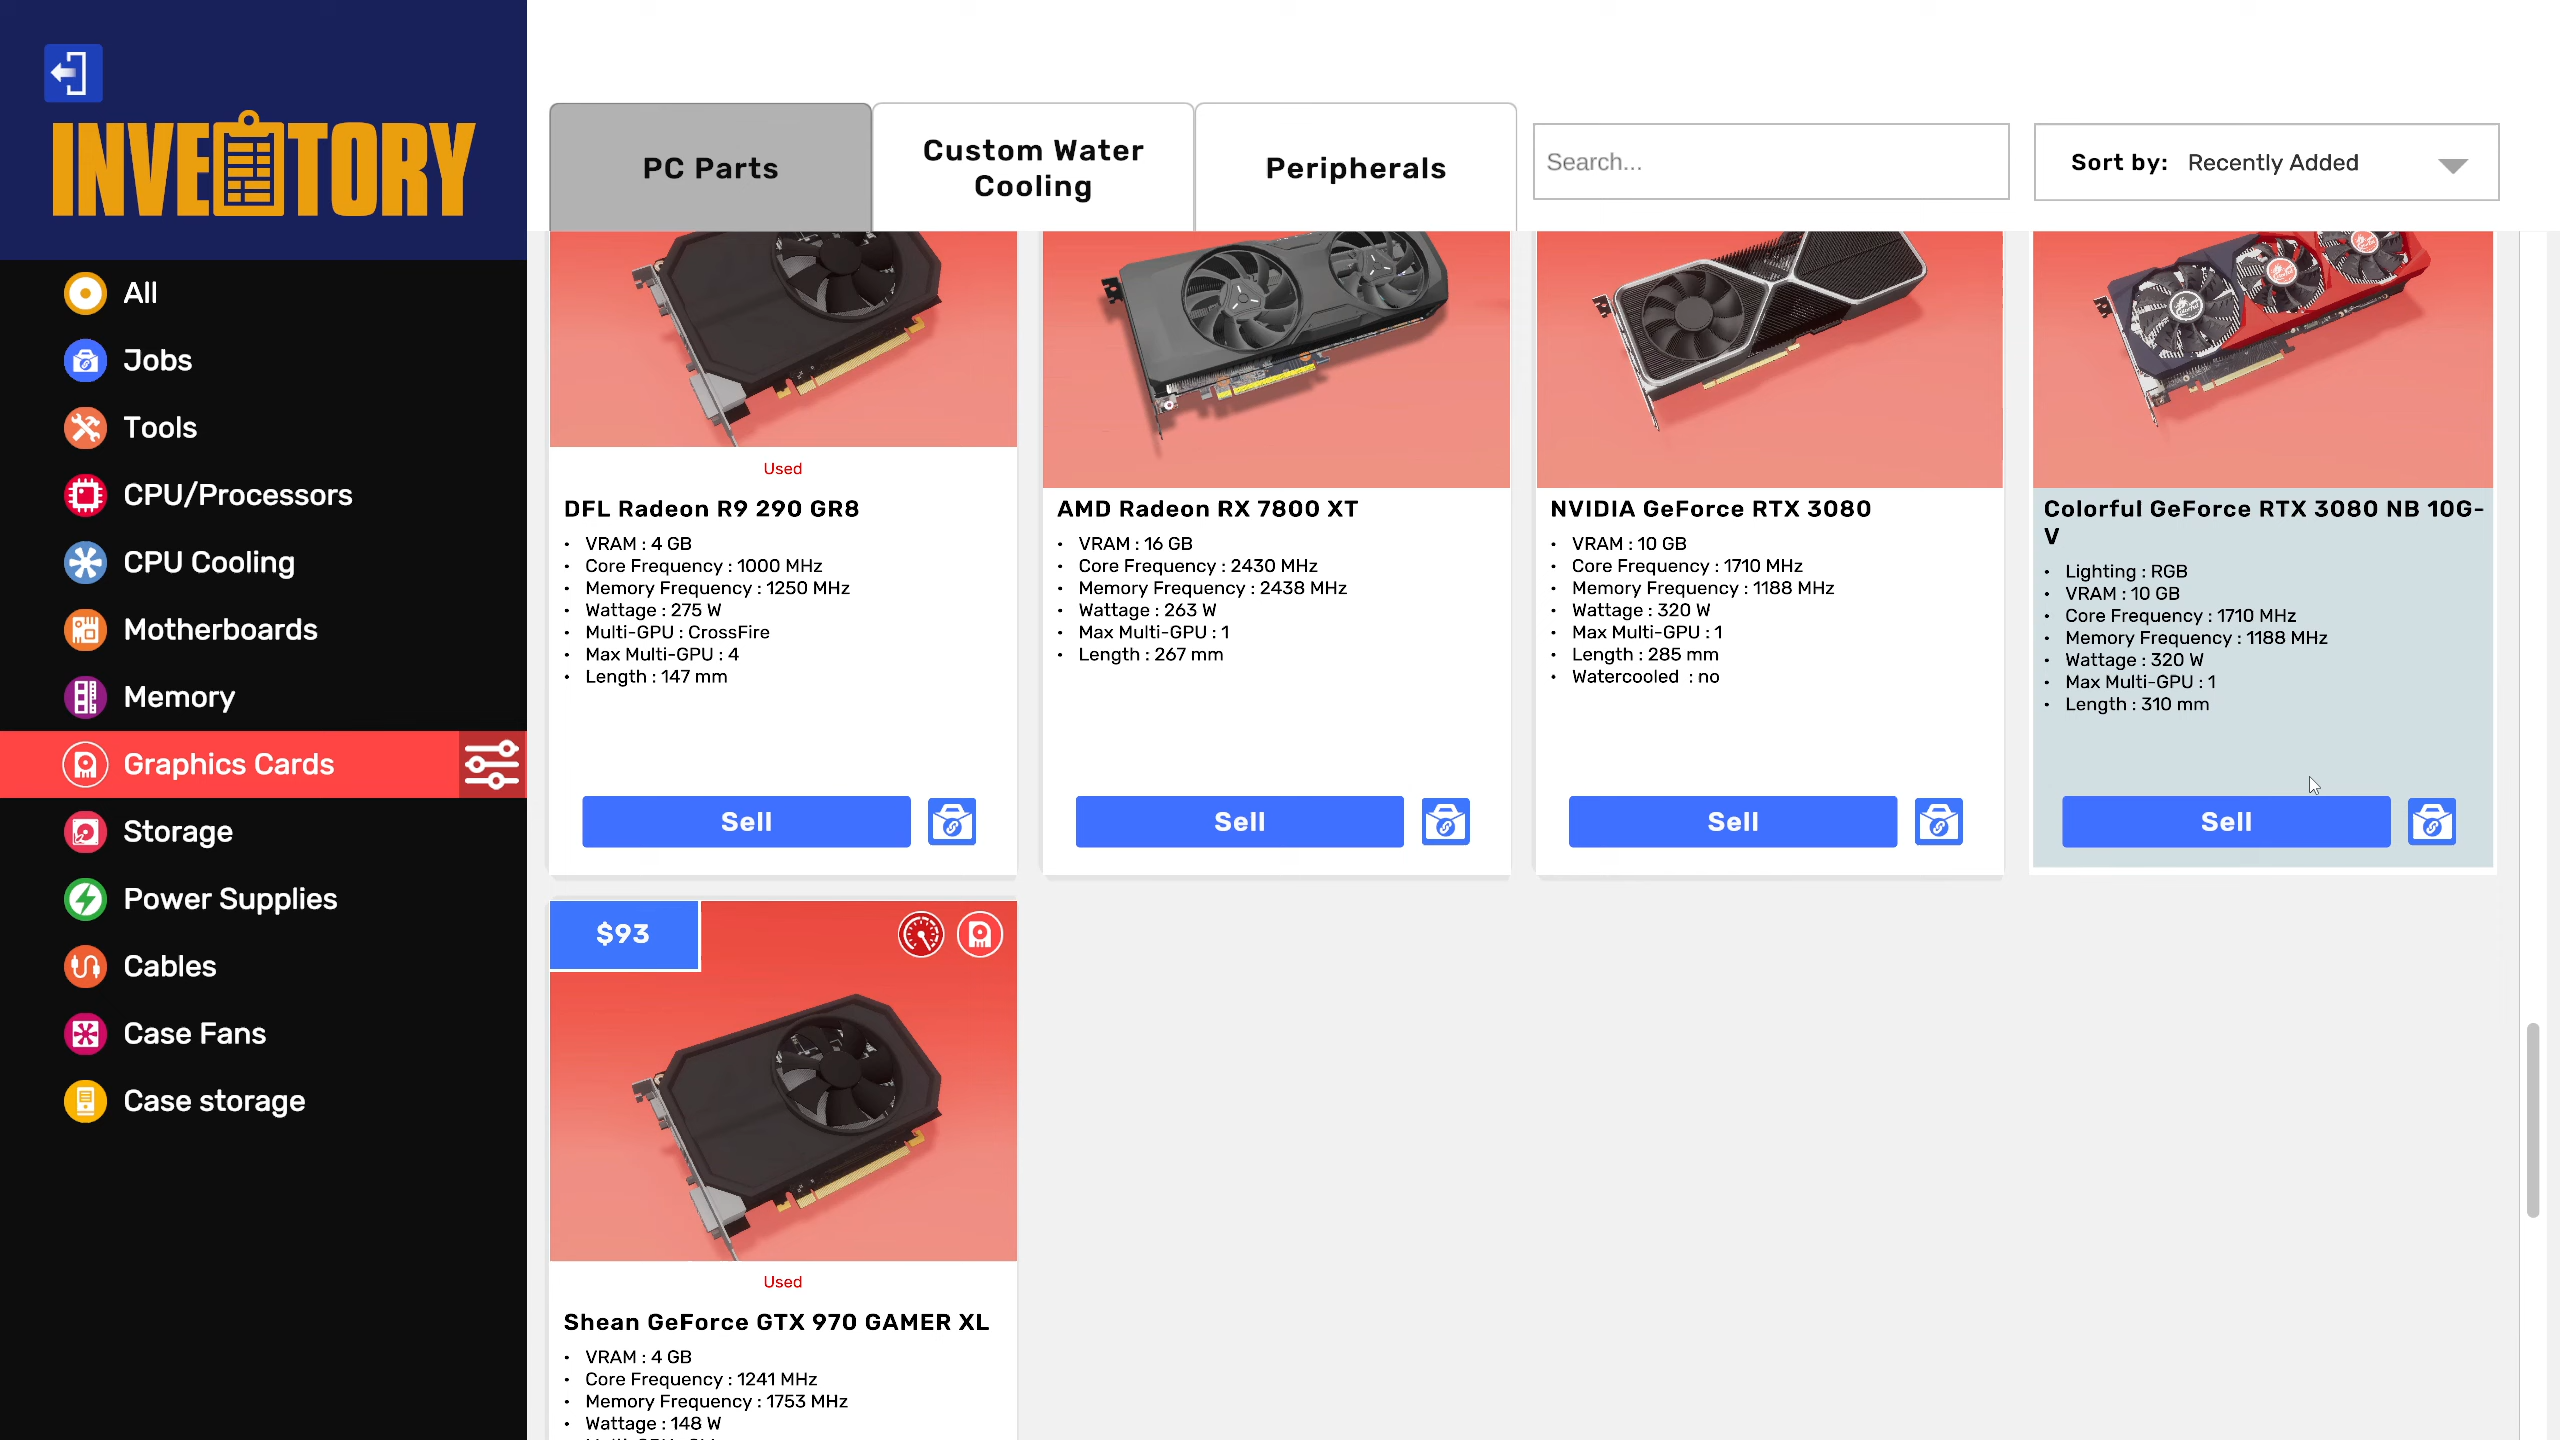 INVENTORY
All
Jobs
Tools
CPU/Processors
CPU Cooling
Motherboards
Memory
Graphics Cards
Storage
Power Supplies
Cables
Case Fans
Case storage
PC Parts
Custom Water
Cooling
Peripherals
Search...
Sort by: Recently Added
Used
DFL Radeon R9 290 GR8
• VRAM : 4 GB
• Core Frequency : 1000 MHz
• Memory Frequency : 1250 MHz
• Wattage : 275 W
• Multi-GPU : CrossFire
• Max Multi-GPU : 4
• Length : 147 mm
Sell
AMD Radeon RX 7800 XT
• VRAM : 16 GB
• Core Frequency : 2430 MHz
• Memory Frequency : 2438 MHz
• Wattage : 263 W
• Max Multi-GPU : 1
• Length : 267 mm
Sell
NVIDIA GeForce RTX 3080
• VRAM : 10 GB
• Core Frequency : 1710 MHz
• Memory Frequency : 1188 MHz
• Wattage : 320 W
• Max Multi-GPU : 1
• Length : 285 mm
• Watercooled : no
Sell
Colorful GeForce RTX 3080 NB 10G-
V
• Lighting : RGB
• VRAM : 10 GB
• Core Frequency : 1710 MHz
• Memory Frequency : 1188 MHz
• Wattage : 320 W
• Max Multi-GPU : 1
• Length : 310 mm
Sell
$93
Used
Shean GeForce GTX 970 GAMER XL
• VRAM : 4 GB
• Core Frequency : 1241 MHz
• Memory Frequency : 1753 MHz
• Wattage : 148 W